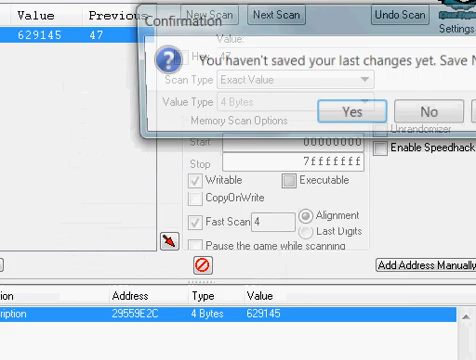 Value Previous
New Scan Next Scan Undo Scan
Confirmation
Settings
629145 47
Value:
47
You haven't saved your last changes yet. Save N
Scan Type Exact Value
Value Type 4 Bytes
Yes No
Memory Scan Options
Unrandomizer
Start 00000000
Enable Speedhack
Stop 7fffffff
Writable Executable
CopyOnWrite
Fast Scan 4 Alignment
Last Digits
Pause the game while scanning
Add Address Manually
ion Address Type Value
ription 29559E2C 4 Bytes 629145